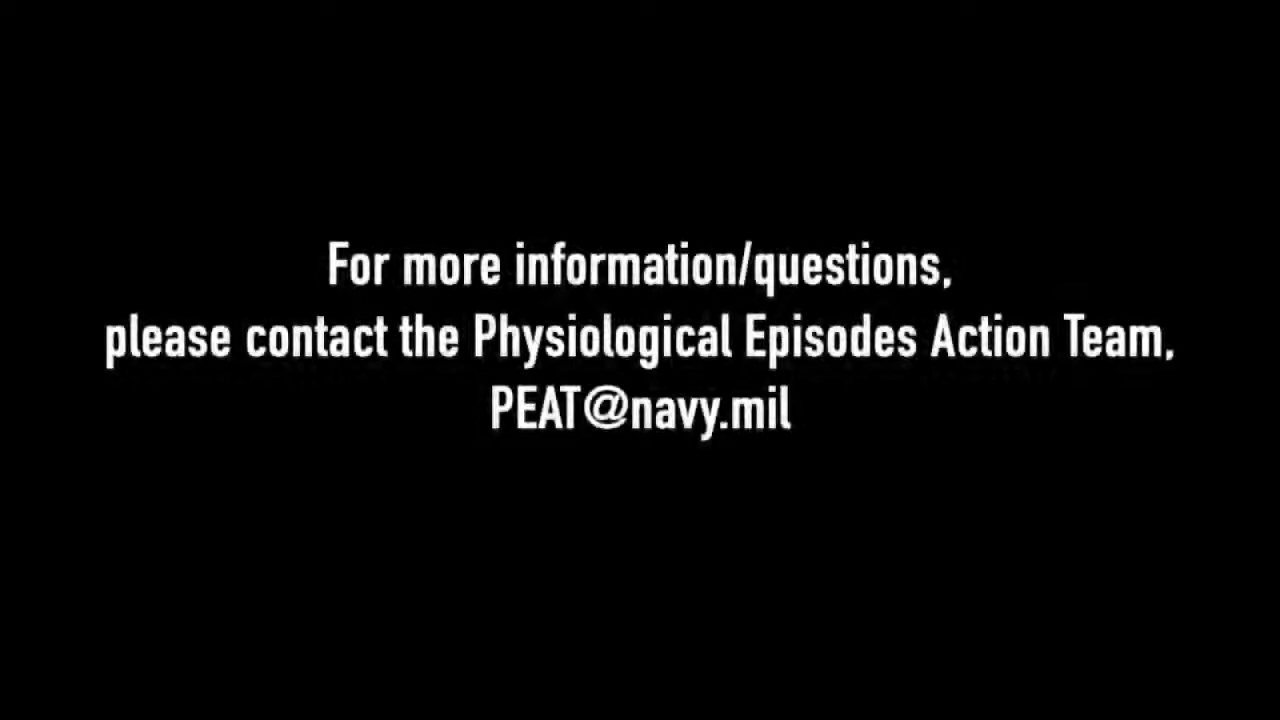 For more information/questions,
please contact the Physiological Episodes Action Team,
PEAT@navy.mil